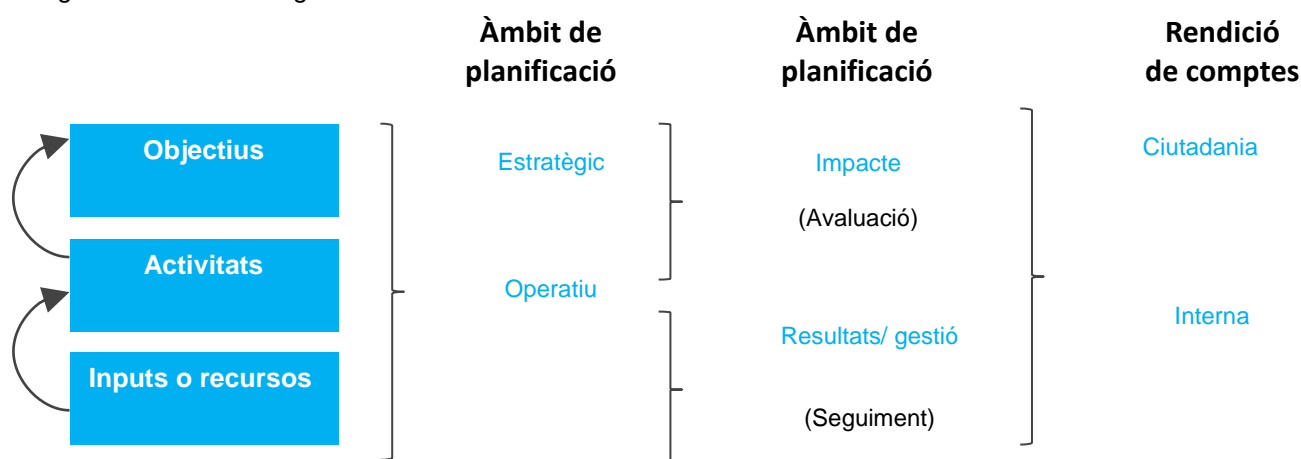 Àmbit de
planificació
Àmbit de
planificació
Rendició
de comptes
Objectius
Activitats
Inputs o recursos
Estratègic
Operatiu
Impacte
(Avaluació)
Resultats/ gestió
(Seguiment)
Ciutadania
Interna